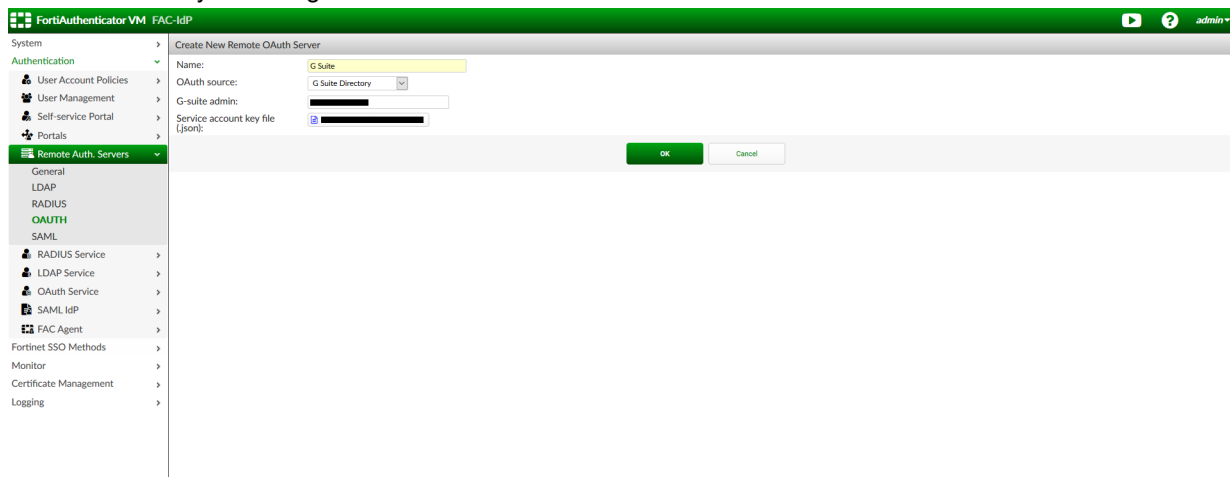 FortiAuthenticator VM FAC-IdP
admin
System
Authentication
User Account Policies
User Management
Self-service Portal
Portals
Remote Auth. Servers
General
LDAP
RADIUS
OAUTH
SAML
RADIUS Service
LDAP Service
OAuth Service
SAML IdP
FAC Agent
Fortinet SSO Methods
Monitor
Certificate Management
Logging
Create New Remote OAuth Server
Name: G Suite
OAuth source: G Suite Directory
G-suite admin:
Service account key file
(.json):
OK Cancel